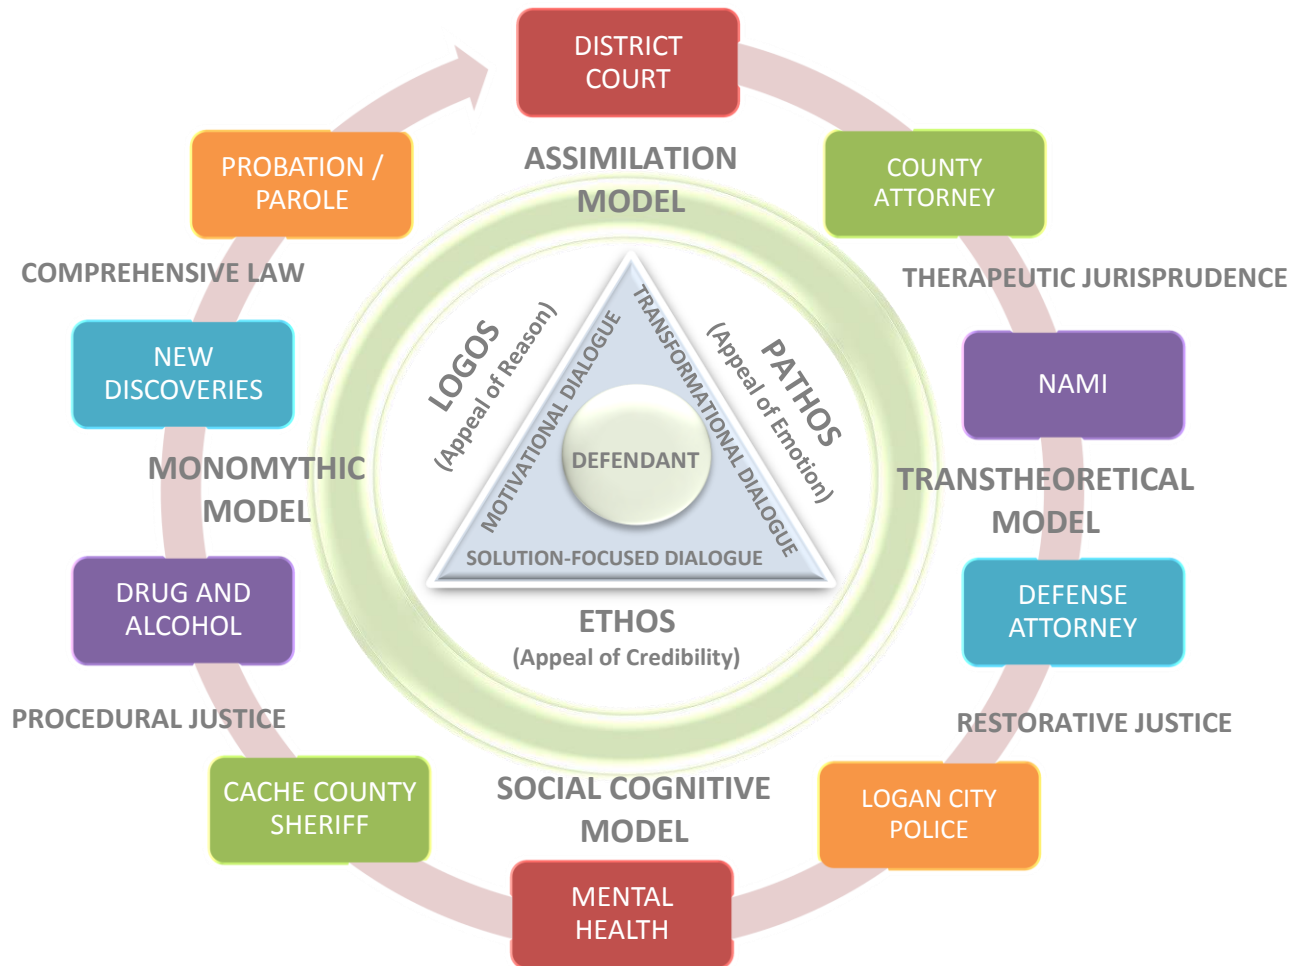 DISTRICT
COURT
COUNTY
ATTORNEY
THERAPEUTIC JURISPRUDENCE
NAMI
TRANSTHEORETICAL
MODEL
DEFENSE
ATTORNEY
RESTORATIVE JUSTICE
LOGAN CITY
POLICE
MENTAL
HEALTH
SOCIAL COGNITIVE
MODEL
CACHE COUNTY
SHERIFF
PROCEDURAL JUSTICE
DRUG AND
ALCOHOL
MONOMYTHIC
MODEL
NEW
DISCOVERIES
COMPREHENSIVE LAW
PROBATION /
PAROLE
ASSIMILATION
MODEL
LOGOS
(Appeal of Reason)
PATHOS
(Appeal of Emotion)
MOTIVATIONAL DIALOGUE
TRANSFORMATIONAL DIALOGUE
DEFENDANT
SOLUTION-FOCUSED DIALOGUE
ETHOS
(Appeal of Credibility)